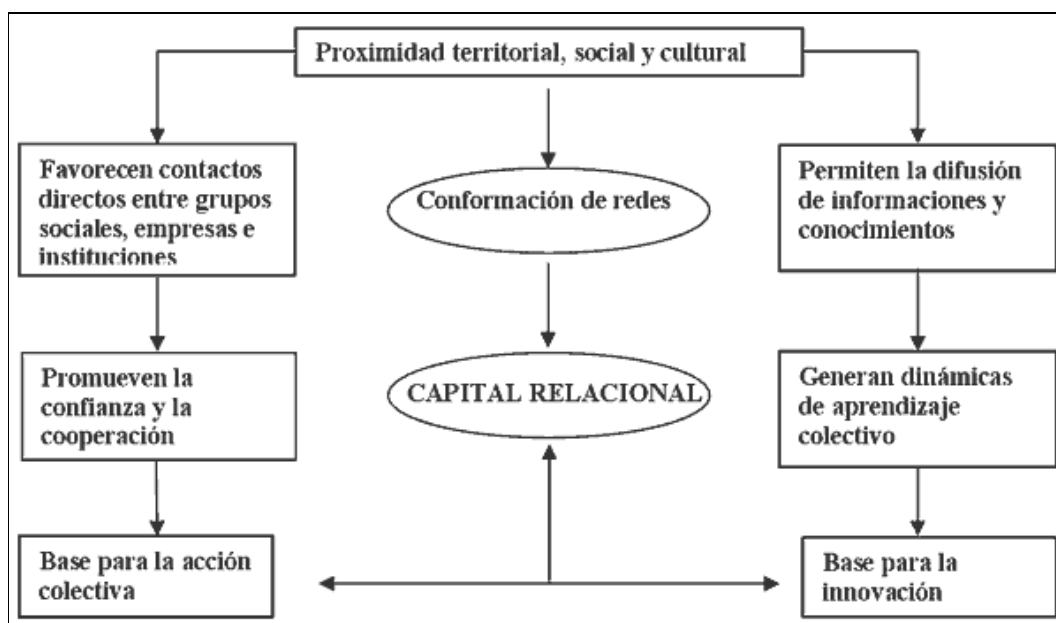 Proximidad territorial, social y cultural
Favorecen contactos
directos entre grupos
sociales, empresas e
instituciones
Conformación de redes
Permiten la difusión
de informaciones y
conocimientos
Promueven la
confianza y la
cooperación
CAPITAL RELACIONAL
Generan dinámicas
de aprendizaje
colectivo
Base para la acción
colectiva
Base para la
innovación